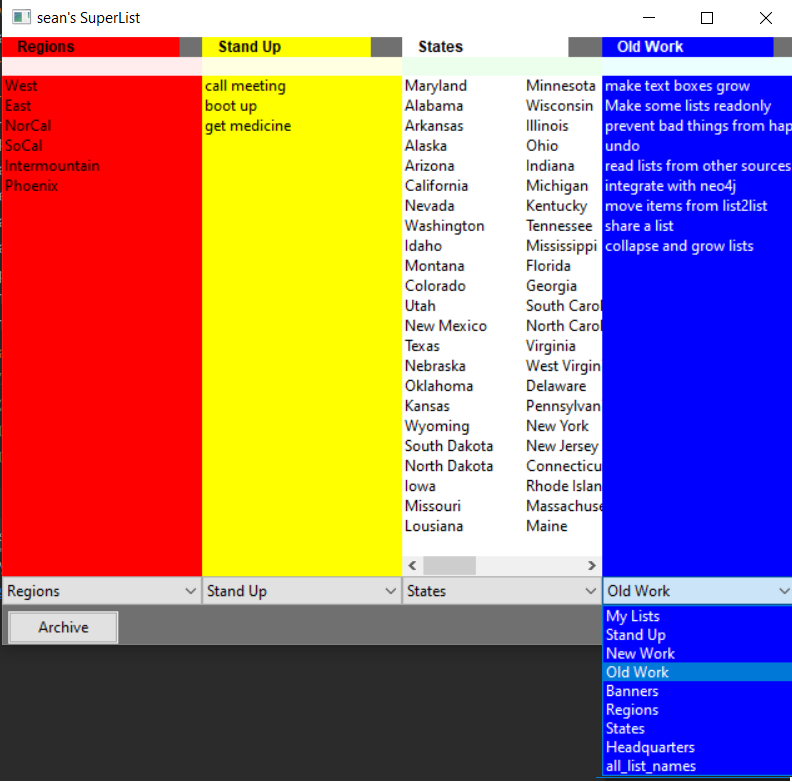 sean's SuperList
Regions
West
East
NorCal
SoCal
Intermountain
Phoenix
Regions
Stand Up
call meeting
boot up
get medicine
Stand Up
States
Maryland
Alabama
Arkansas
Alaska
Arizona
California
Nevada
Washington
Idaho
Montana
Colorado
Utah
New Mexico
Texas
Nebraska
Oklahoma
Kansas
Wyoming
South Dakota
North Dakota
Iowa
Missouri
Lousiana
Minnesota
Wisconsin
Illinois
Ohio
Indiana
Michigan
Kentucky
Tennessee
Mississippi
Florida
Georgia
South Carol
North Carol
Virginia
West Virgin
Delaware
Pennsylvan
New York
New Jersey
Connecticu
Rhode Islan
Massachuse
Maine
States
Old Work
make text boxes grow
Make some lists readonly
prevent bad things from hap
undo
read lists from other sources
integrate with neo4j
move items from list2list
share a list
collapse and grow lists
Old Work
My Lists
Stand Up
New Work
Old Work
Banners
Regions
States
Headquarters
all_list_names
Archive